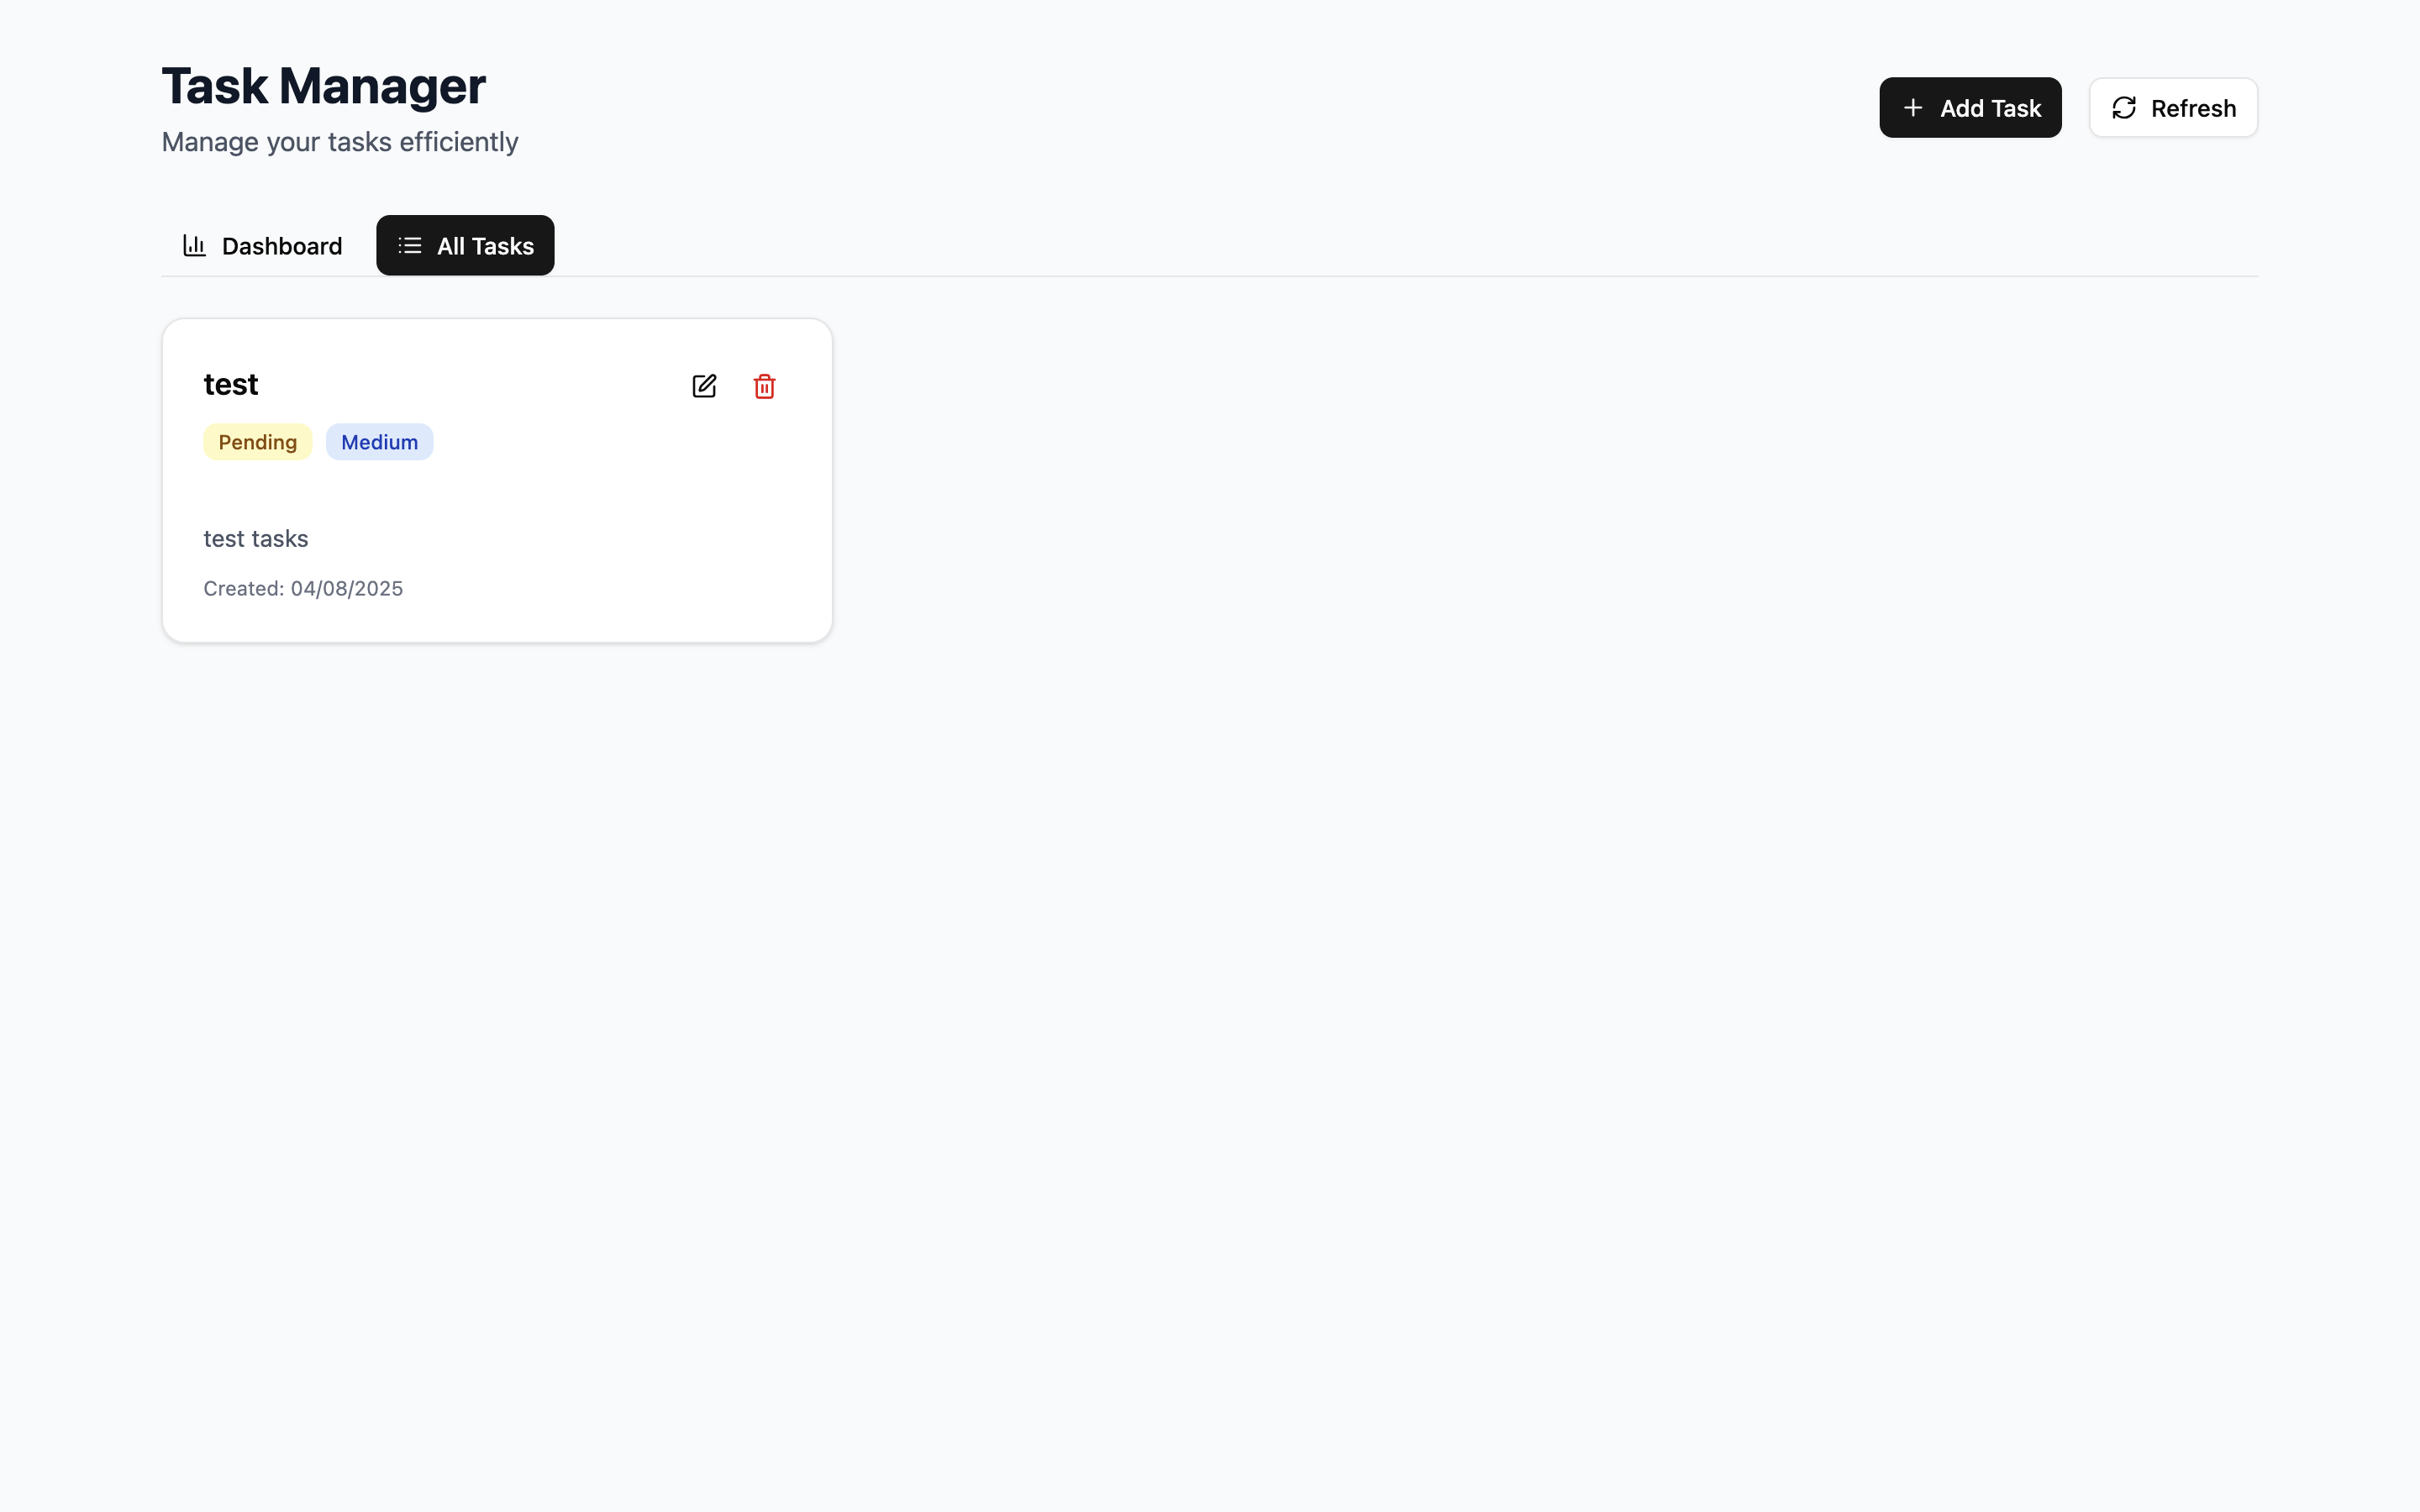 Task Manager
Manage your tasks efficiently
Add Task
Refresh
Dashboard
All Tasks
test
Pending
Medium
test tasks
Created: 04/08/2025